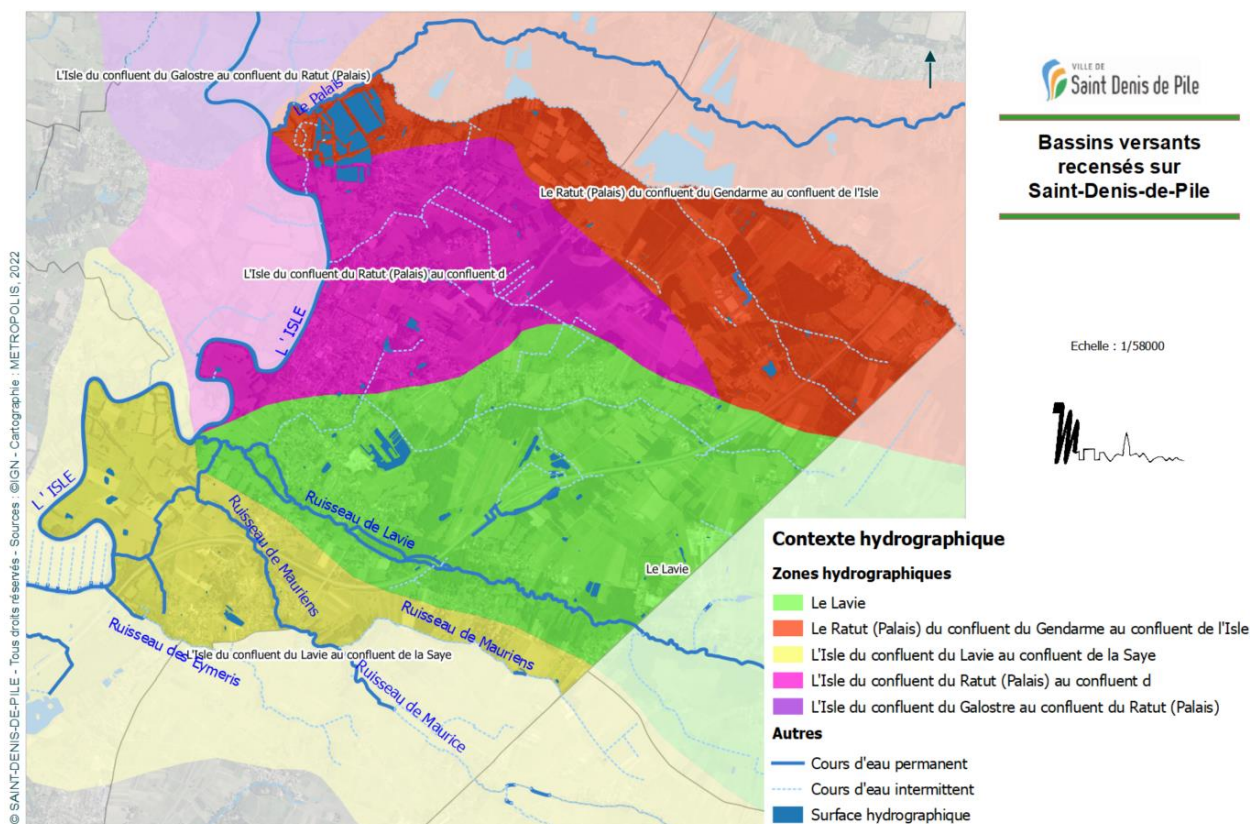 L'Isle du confluent du Galostre au confluent du Ratut (Palais)
Le Palais
Le Ratut (Palais) du confluent du Gendarme au confluent de l'Isle
L'Isle du confluent du Ratut (Palais) au confluent d
L'ISLE
L'ISLE
Ruisseau de Lavie
Ruisseau de Mauriens
Le Lavie
Ruisseau de Mauriens
Ruisseau des Eymeris
L'Isle du confluent du Lavie au confluent de la Saye
Ruisseau de Maurice
© SAINT-DENIS-DE-PILE - Tous droits réservés - Sources : ©IGN - Cartographie : METROPOLIS, 2022
VILLE DE
Saint Denis de Pile
Bassins versants
recensés sur
Saint-Denis-de-Pile
Echelle : 1/58000
Contexte hydrographique
Zones hydrographiques
Le Lavie
Le Ratut (Palais) du confluent du Gendarme au confluent de l'Isle
L'Isle du confluent du Lavie au confluent de la Saye
L'Isle du confluent du Ratut (Palais) au confluent d
L'Isle du confluent du Galostre au confluent du Ratut (Palais)
Autres
Cours d'eau permanent
Cours d'eau intermittent
Surface hydrographique